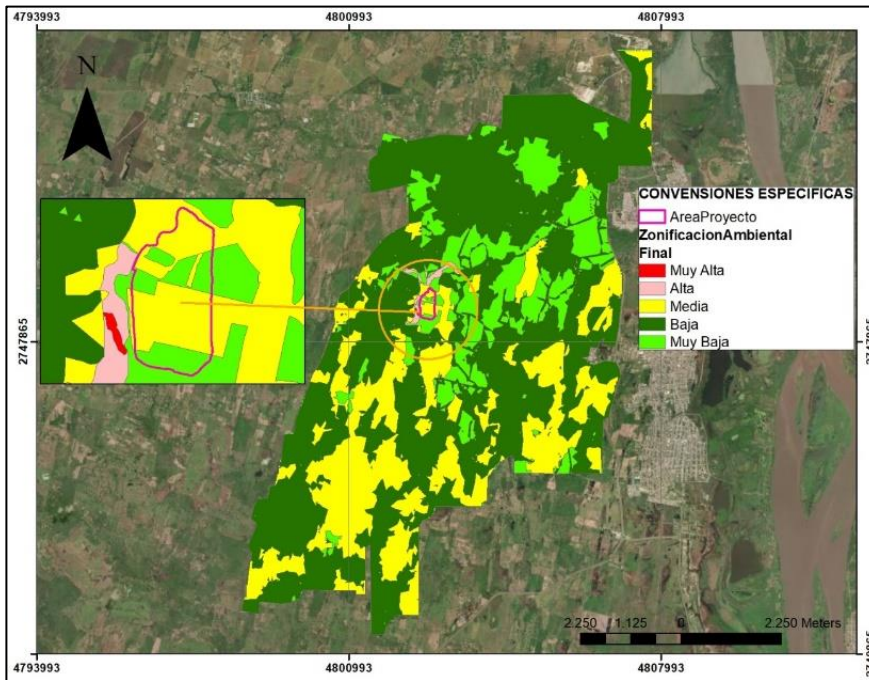 4793993
4800993
4807993
N
CONVENSIONES ESPECIFICAS
AreaProyecto
ZonificacionAmbiental
Final
Muy Alta
Alta
Media
Baja
Muy Baja
2747865
2747865
2.250 1.125 0 2.250 Meters
4793993
4800993
4807993